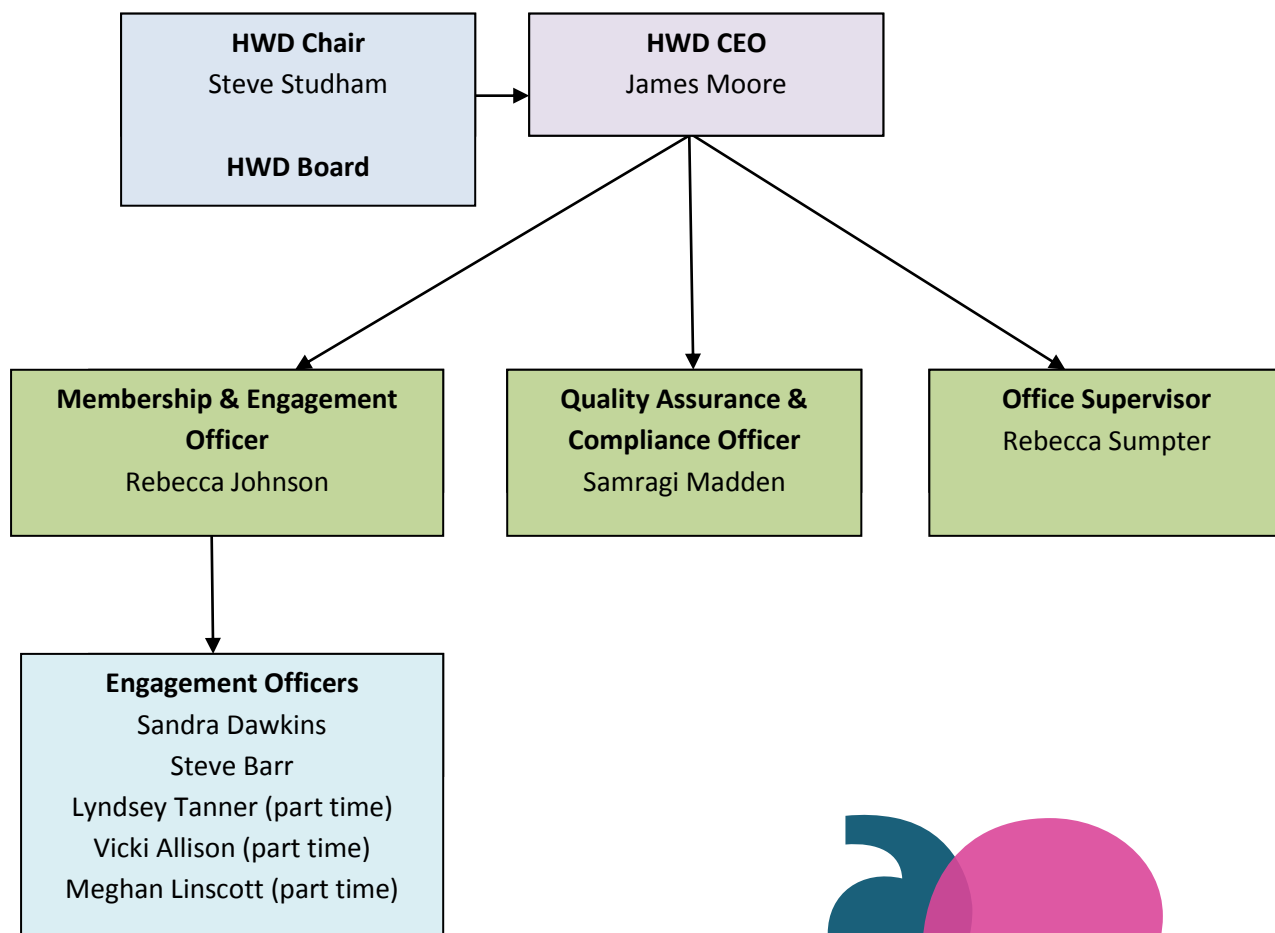 HWD Chair
Steve Studham
HWD Board
HWD CEO
James Moore
Membership & Engagement
Officer
Rebecca Johnson
Quality Assurance &
Compliance Officer
Samragi Madden
Office Supervisor
Rebecca Sumpter
Engagement Officers
Sandra Dawkins
Steve Barr
Lyndsey Tanner (part time)
Vicki Allison (part time)
Meghan Linscott (part time)